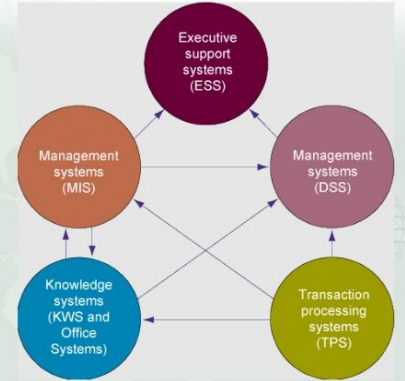 Executive
support
systems
(ESS)
Management
systems
(MIS)
Management
systems
(DSS)
Knowledge
systems
(KWS and
Office
Systems)
Transaction
processing
systems
(TPS)